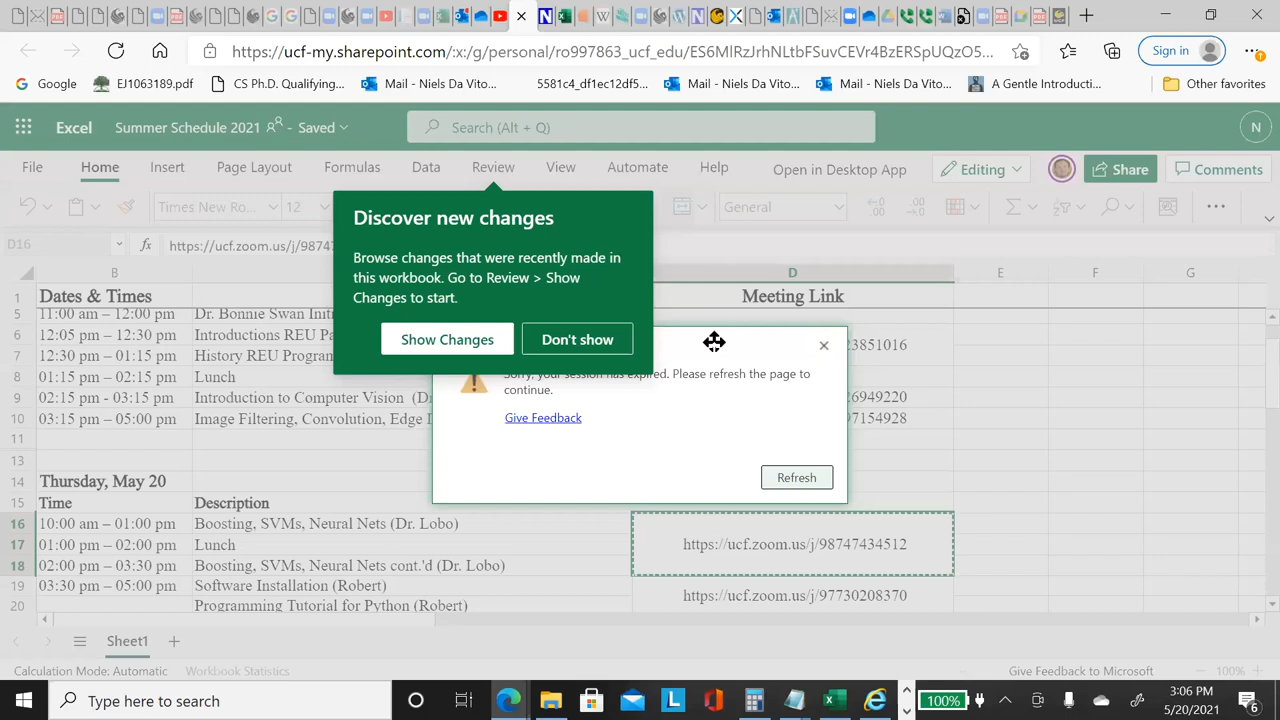 https://ucf-my.sharepoint.com/:x:/g/personal/ro997863_ucf_edu/ES6MlRzJrhNLtbFSuvCEVr4BzERSpUQzO5...
Sign in
Google
EJ1063189.pdf
CS Ph.D. Qualifying...
Mail - Niels Da Vito...
5581c4_df1ec12df5...
Mail - Niels Da Vito...
Mail - Niels Da Vito...
A Gentle Introducti...
Other favorites
Excel
Summer Schedule 2021
- Saved
Search (Alt + Q)
N
File
Home
Insert
Page Layout
Formulas
Data
Review
View
Automate
Help
Open in Desktop App
Editing
Share
Comments
Times New Ro...
12
General
D16
fx
https://ucf.zoom.us/j/98747
Discover new changes
Browse changes that were recently made in
this workbook. Go to Review > Show
Changes to start.
Show Changes
Don't show
B
D
E
F
G
1 Dates & Times
Meeting Link
5 11:00 am – 12:00 pm Dr. Bonnie Swan Initi
6 12:05 pm – 12:30 pm Introductions REU Pa
23851016
7 12:30 pm – 01:15 pm History REU Program
8 01:15 pm – 02:15 pm Lunch
9 02:15 pm - 03:15 pm Introduction to Computer Vision (D
26949220
10 03:15 pm – 05:00 pm Image Filtering, Convolution, Edge D
97154928
Sorry, your session has expired. Please refresh the page to
continue.
Give Feedback
Refresh
11
13
14 Thursday, May 20
15 Time Description
16 10:00 am – 01:00 pm Boosting, SVMs, Neural Nets (Dr. Lobo)
17 01:00 pm – 02:00 pm Lunch https://ucf.zoom.us/j/98747434512
18 02:00 pm – 03:30 pm Boosting, SVMs, Neural Nets cont.'d (Dr. Lobo)
19 03:30 pm – 05:00 pm Software Installation (Robert)
https://ucf.zoom.us/j/97730208370
20 Programming Tutorial for Python (Robert)
Sheet1
Calculation Mode: Automatic
Workbook Statistics
Give Feedback to Microsoft
100%
Type here to search
100%
3:06 PM
5/20/2021
6